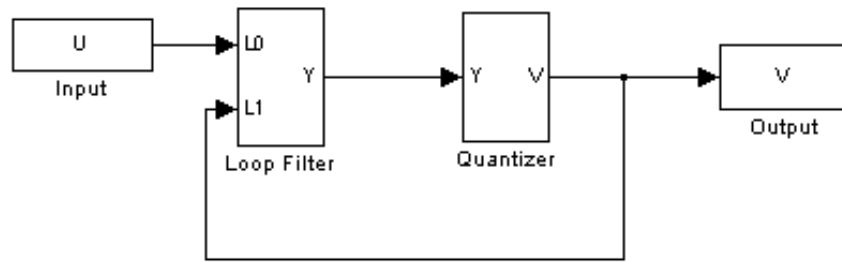 U
Input
L0
L1
Y
Loop Filter
Y V
Quantizer
V
Output